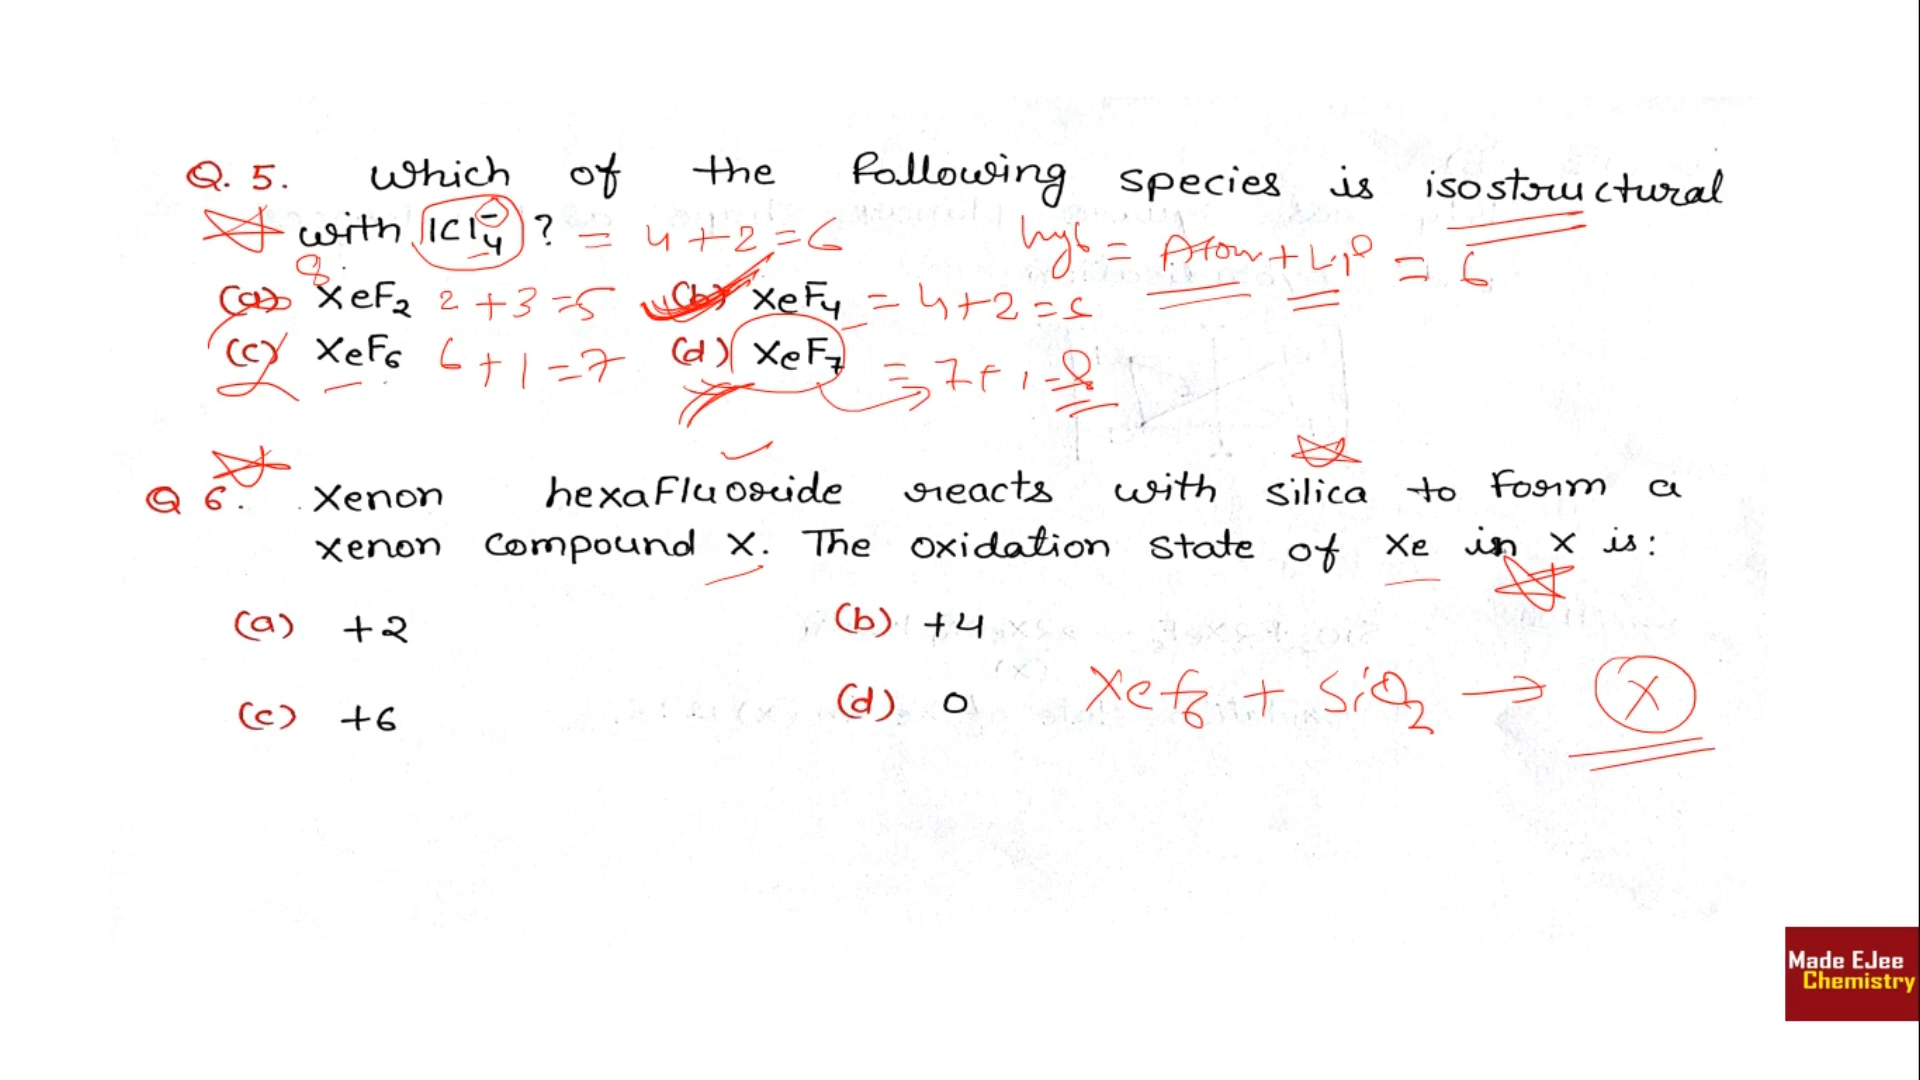 Q. 5. Which of the following species is isostructural
with ICl4⁻ ? = 4+2=6 hyb = Atom + L.P = 6
8
(a) XeF2 2+3=5 (b) XeF4 = 4+2=
(c) XeF6 6+1=7 (d) XeF7 = 7+1=8
Q 6. Xenon hexafluoride reacts with silica to form a
xenon compound X. The oxidation state of Xe in X is:
(a) +2 (b) +4
(c) +6 (d) 0 XeF6 + SiO2 → X
Made EJee
Chemistry